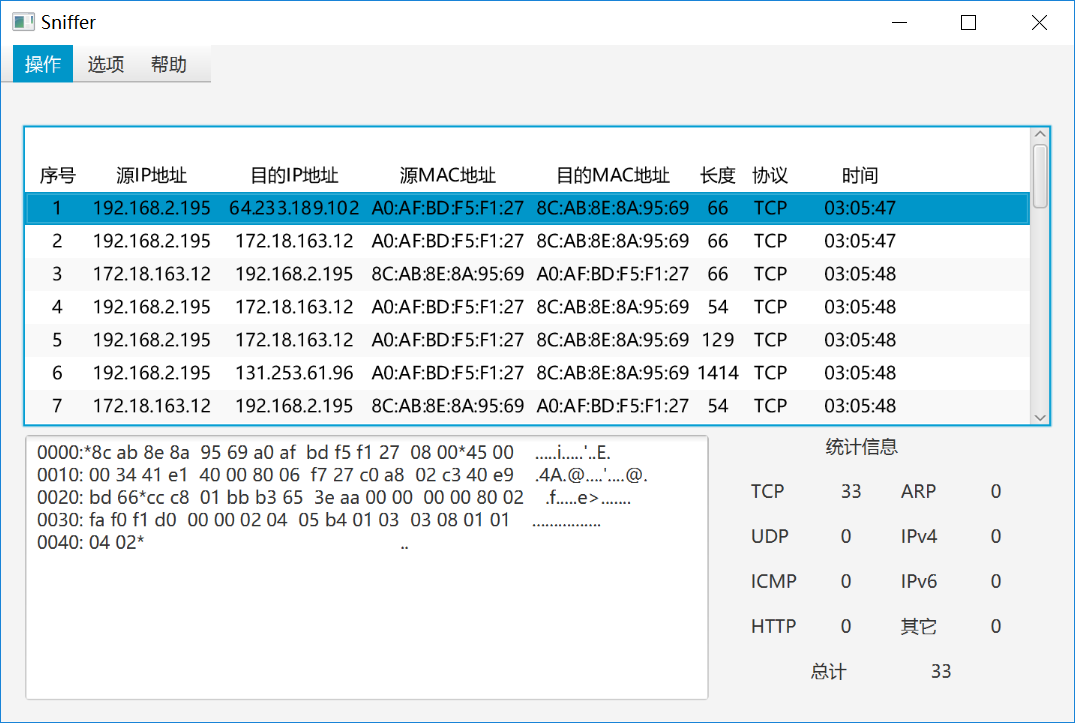 Sniffer
操作 选项 帮助
序号 源IP地址 目的IP地址 源MAC地址 目的MAC地址 长度 协议 时间
1 192.168.2.195 64.233.189.102 A0:AF:BD:F5:F1:27 8C:AB:8E:8A:95:69 66 TCP 03:05:47
2 192.168.2.195 172.18.163.12 A0:AF:BD:F5:F1:27 8C:AB:8E:8A:95:69 66 TCP 03:05:47
3 172.18.163.12 192.168.2.195 8C:AB:8E:8A:95:69 A0:AF:BD:F5:F1:27 66 TCP 03:05:48
4 192.168.2.195 172.18.163.12 A0:AF:BD:F5:F1:27 8C:AB:8E:8A:95:69 54 TCP 03:05:48
5 192.168.2.195 172.18.163.12 A0:AF:BD:F5:F1:27 8C:AB:8E:8A:95:69 129 TCP 03:05:48
6 192.168.2.195 131.253.61.96 A0:AF:BD:F5:F1:27 8C:AB:8E:8A:95:69 1414 TCP 03:05:48
7 172.18.163.12 192.168.2.195 8C:AB:8E:8A:95:69 A0:AF:BD:F5:F1:27 54 TCP 03:05:48
0000:*8c ab 8e 8a 95 69 a0 af bd f5 f1 27 08 00*45 00 .....i.....'..E.
0010: 00 34 41 e1 40 00 80 06 f7 27 c0 a8 02 c3 40 e9 .4A.@....'....@.
0020: bd 66*cc c8 01 bb b3 65 3e aa 00 00 00 00 80 02 .f.....e>.......
0030: fa f0 f1 d0 00 00 02 04 05 b4 01 03 03 08 01 01 ................
0040: 04 02* ..
统计信息
TCP 33 ARP 0
UDP 0 IPv4 0
ICMP 0 IPv6 0
HTTP 0 其它 0
总计 33